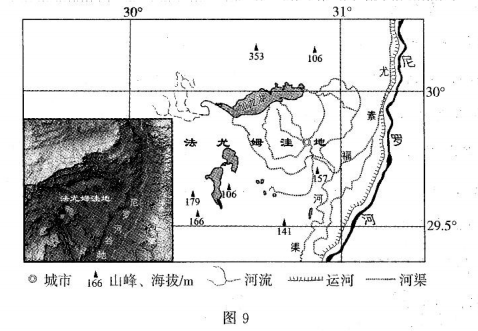 30°
31°
353
106
尤
尼
30°
素
罗
法尤姆洼地
福
157
179
106
河
166
141
渠
河
29.5°
法尤姆洼地
尼
罗
河
谷
地
城市
166
山峰、海拔/m
河流
运河
河渠
图 9